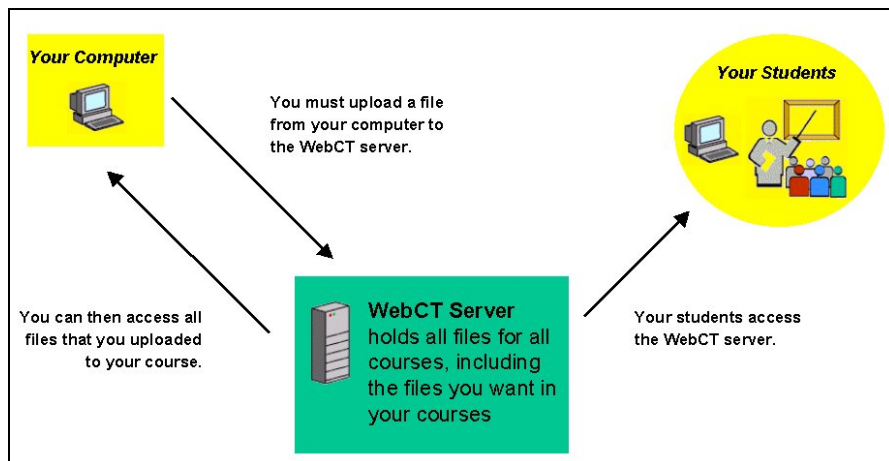 Your Computer
Your Students
You must upload a file
from your computer to
the WebCT server.
You can then access all
files that you uploaded
to your course.
WebCT Server
holds all files for all
courses, including
the files you want in
your courses
Your students access
the WebCT server.